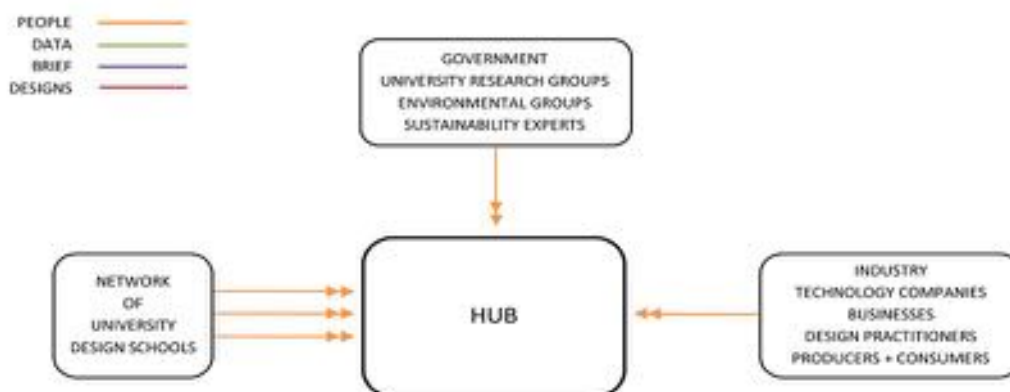 PEOPLE
DATA
BRIEF
DESIGNS
GOVERNMENT
UNIVERSITY RESEARCH GROUPS
ENVIRONMENTAL GROUPS
SUSTAINABILITY EXPERTS
NETWORK
OF
UNIVERSITY
DESIGN SCHOOLS
HUB
INDUSTRY
TECHNOLOGY COMPANIES
BUSINESSES
DESIGN PRACTITIONERS
PRODUCERS + CONSUMERS